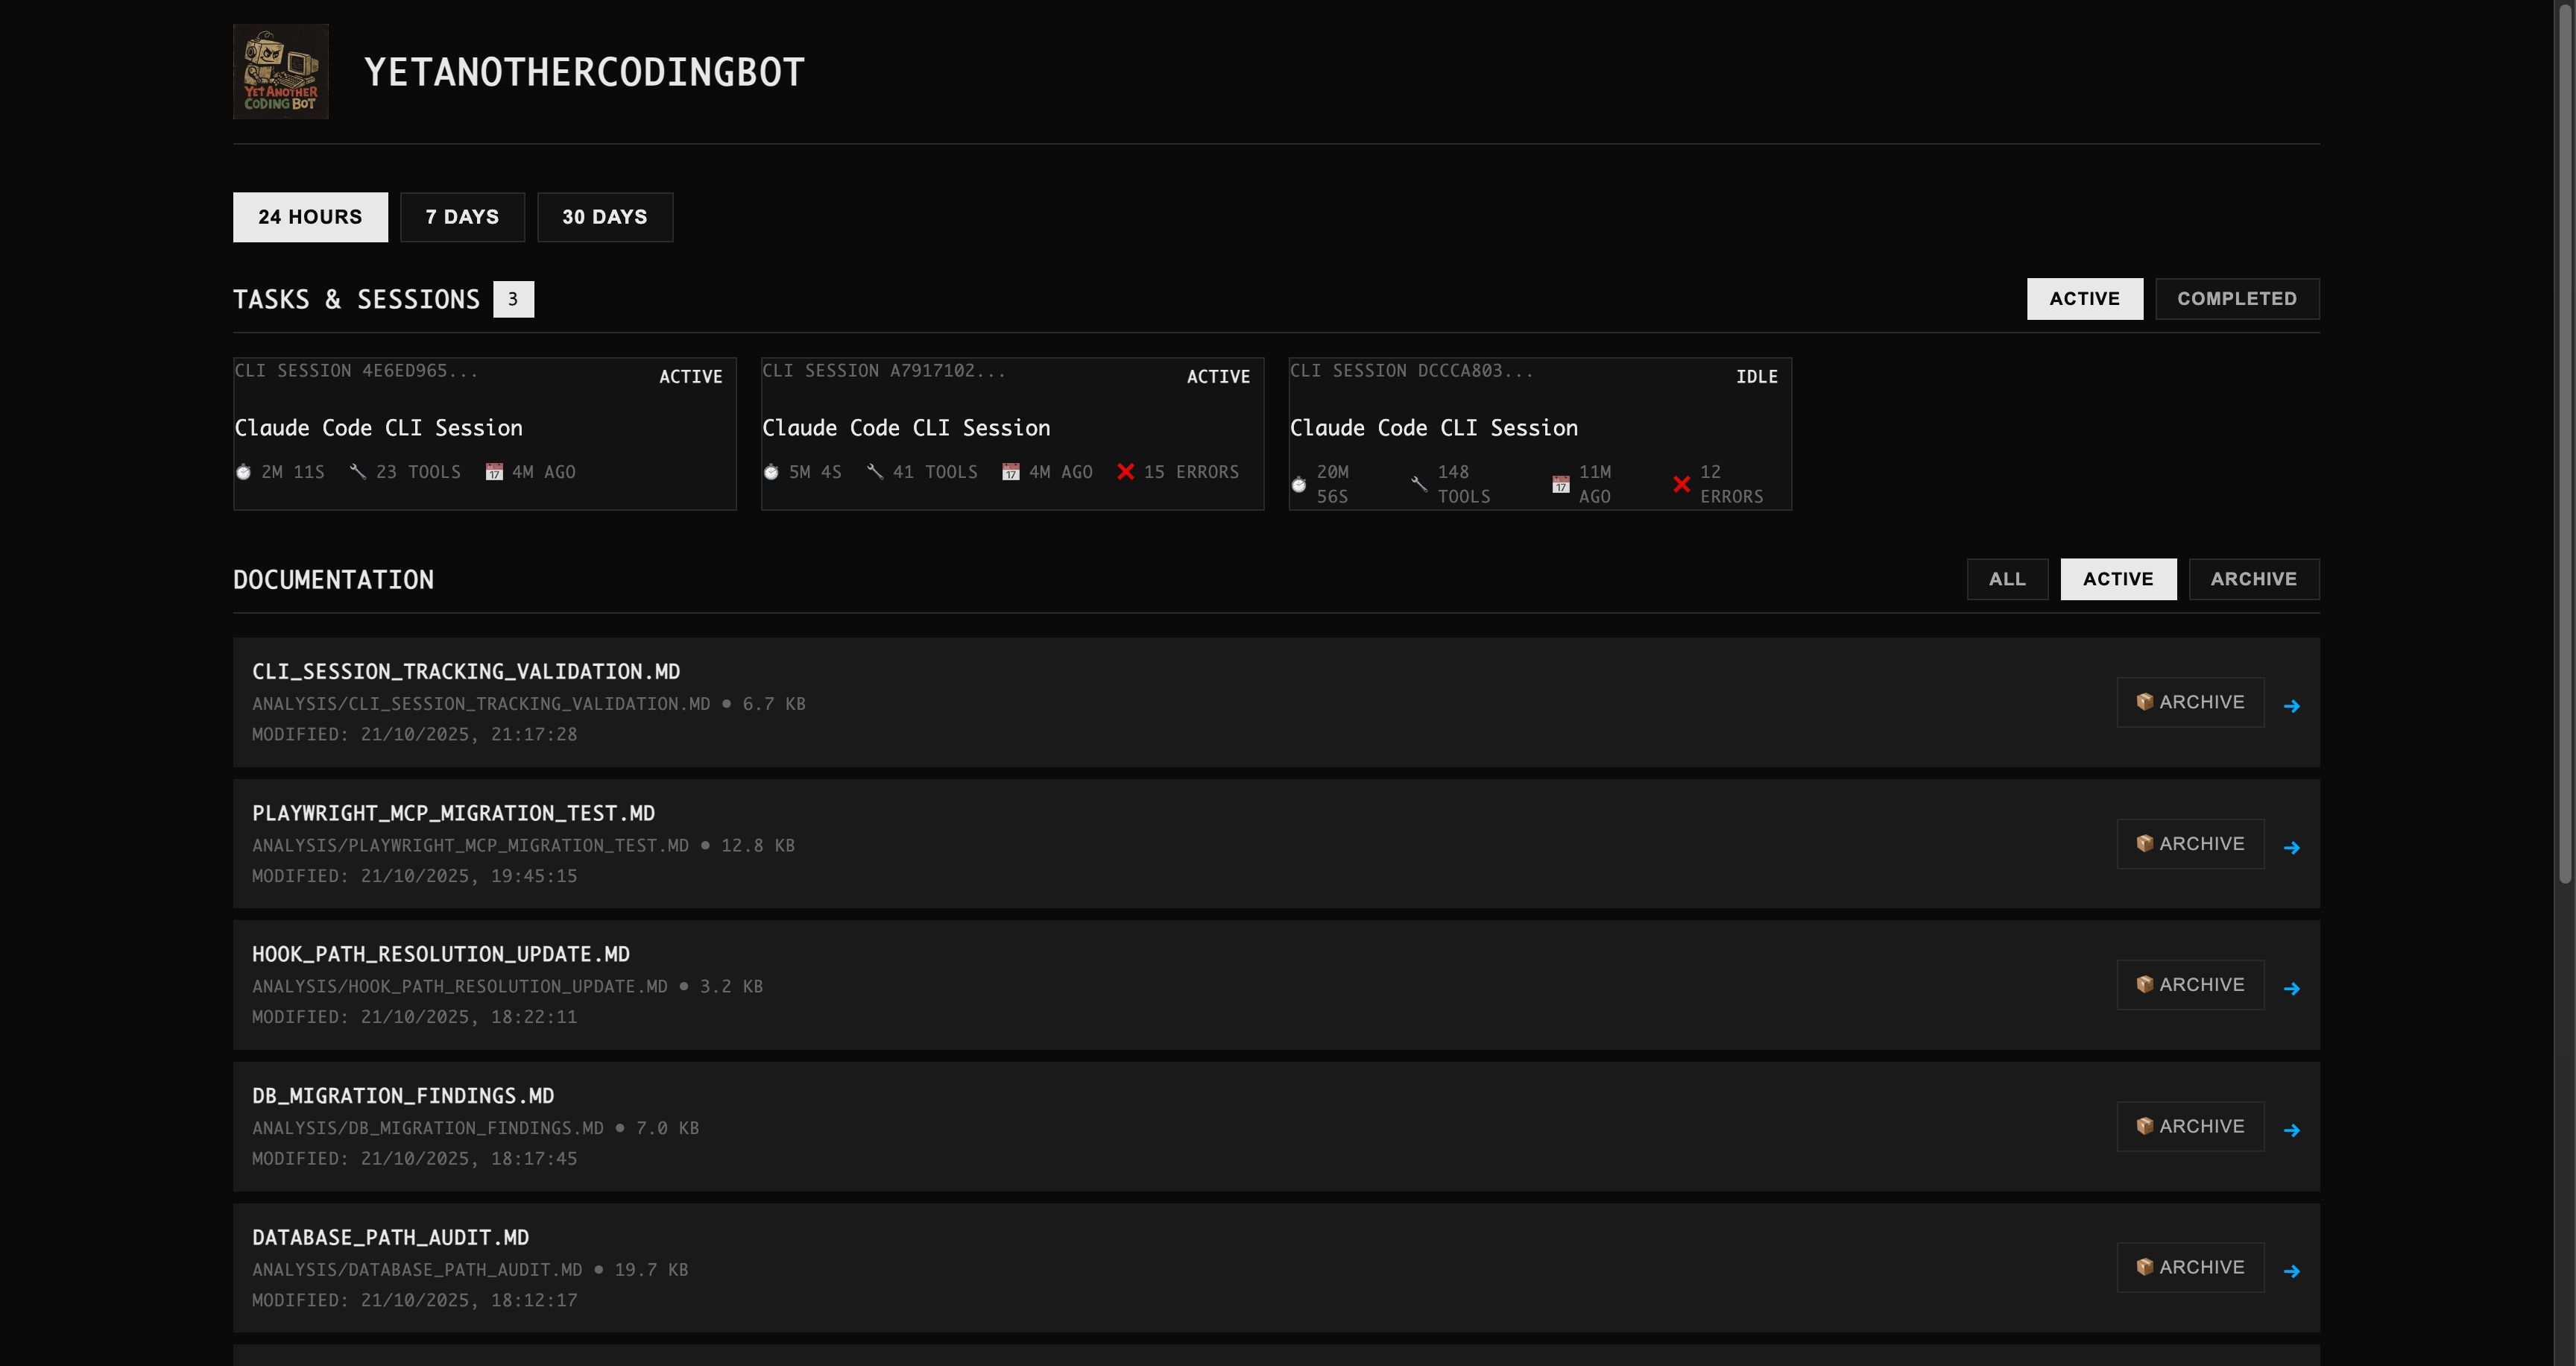 YET ANOTHER
CODING BOT
YETANOTHERCODINGBOT
24 HOURS
7 DAYS
30 DAYS
TASKS & SESSIONS 3
ACTIVE
COMPLETED
CLI SESSION 4E6ED965...
ACTIVE
Claude Code CLI Session
2M 11S 23 TOOLS 17 4M AGO
CLI SESSION A7917102...
ACTIVE
Claude Code CLI Session
5M 4S 41 TOOLS 17 4M AGO 15 ERRORS
CLI SESSION DCCCA803...
IDLE
Claude Code CLI Session
20M 56S
148 TOOLS
17
11M AGO
12 ERRORS
DOCUMENTATION
ALL
ACTIVE
ARCHIVE
CLI_SESSION_TRACKING_VALIDATION.MD
ANALYSIS/CLI_SESSION_TRACKING_VALIDATION.MD ● 6.7 KB
MODIFIED: 21/10/2025, 21:17:28
ARCHIVE →
PLAYWRIGHT_MCP_MIGRATION_TEST.MD
ANALYSIS/PLAYWRIGHT_MCP_MIGRATION_TEST.MD ● 12.8 KB
MODIFIED: 21/10/2025, 19:45:15
ARCHIVE →
HOOK_PATH_RESOLUTION_UPDATE.MD
ANALYSIS/HOOK_PATH_RESOLUTION_UPDATE.MD ● 3.2 KB
MODIFIED: 21/10/2025, 18:22:11
ARCHIVE →
DB_MIGRATION_FINDINGS.MD
ANALYSIS/DB_MIGRATION_FINDINGS.MD ● 7.0 KB
MODIFIED: 21/10/2025, 18:17:45
ARCHIVE →
DATABASE_PATH_AUDIT.MD
ANALYSIS/DATABASE_PATH_AUDIT.MD ● 19.7 KB
MODIFIED: 21/10/2025, 18:12:17
ARCHIVE →